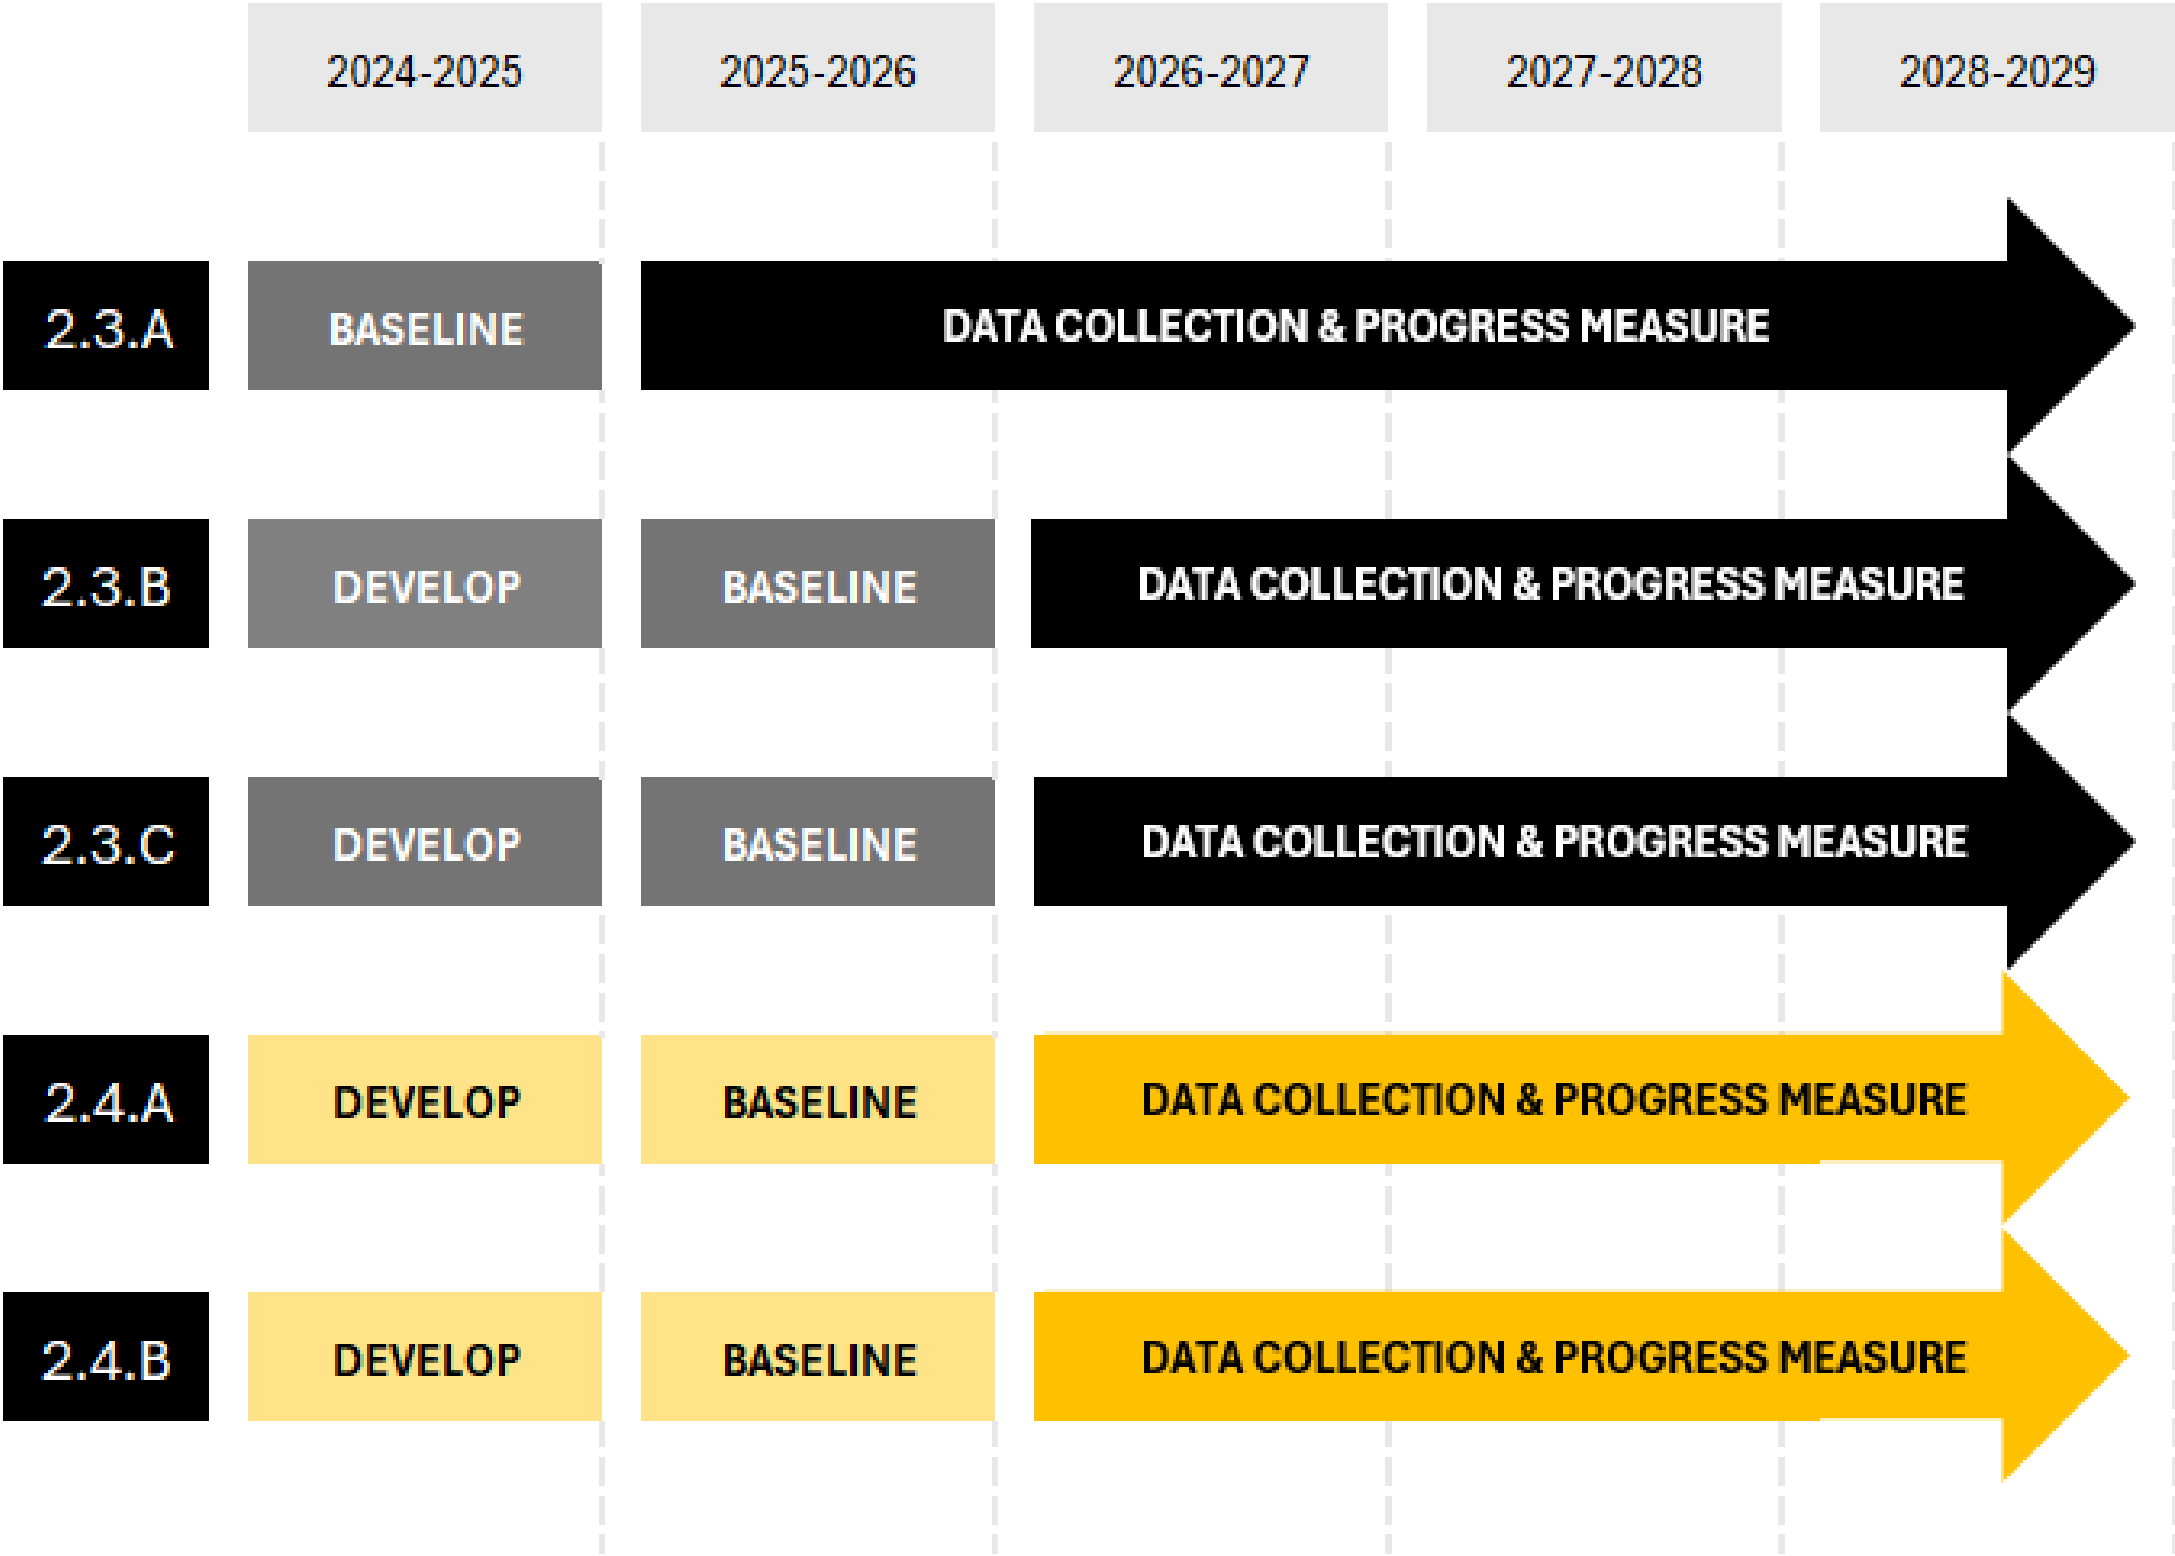 2024-2025 2025-2026 2026-2027 2027-2028 2028-2029
2.3.A BASELINE DATA COLLECTION & PROGRESS MEASURE
2.3.B DEVELOP BASELINE DATA COLLECTION & PROGRESS MEASURE
2.3.C DEVELOP BASELINE DATA COLLECTION & PROGRESS MEASURE
2.4.A DEVELOP BASELINE DATA COLLECTION & PROGRESS MEASURE
2.4.B DEVELOP BASELINE DATA COLLECTION & PROGRESS MEASURE